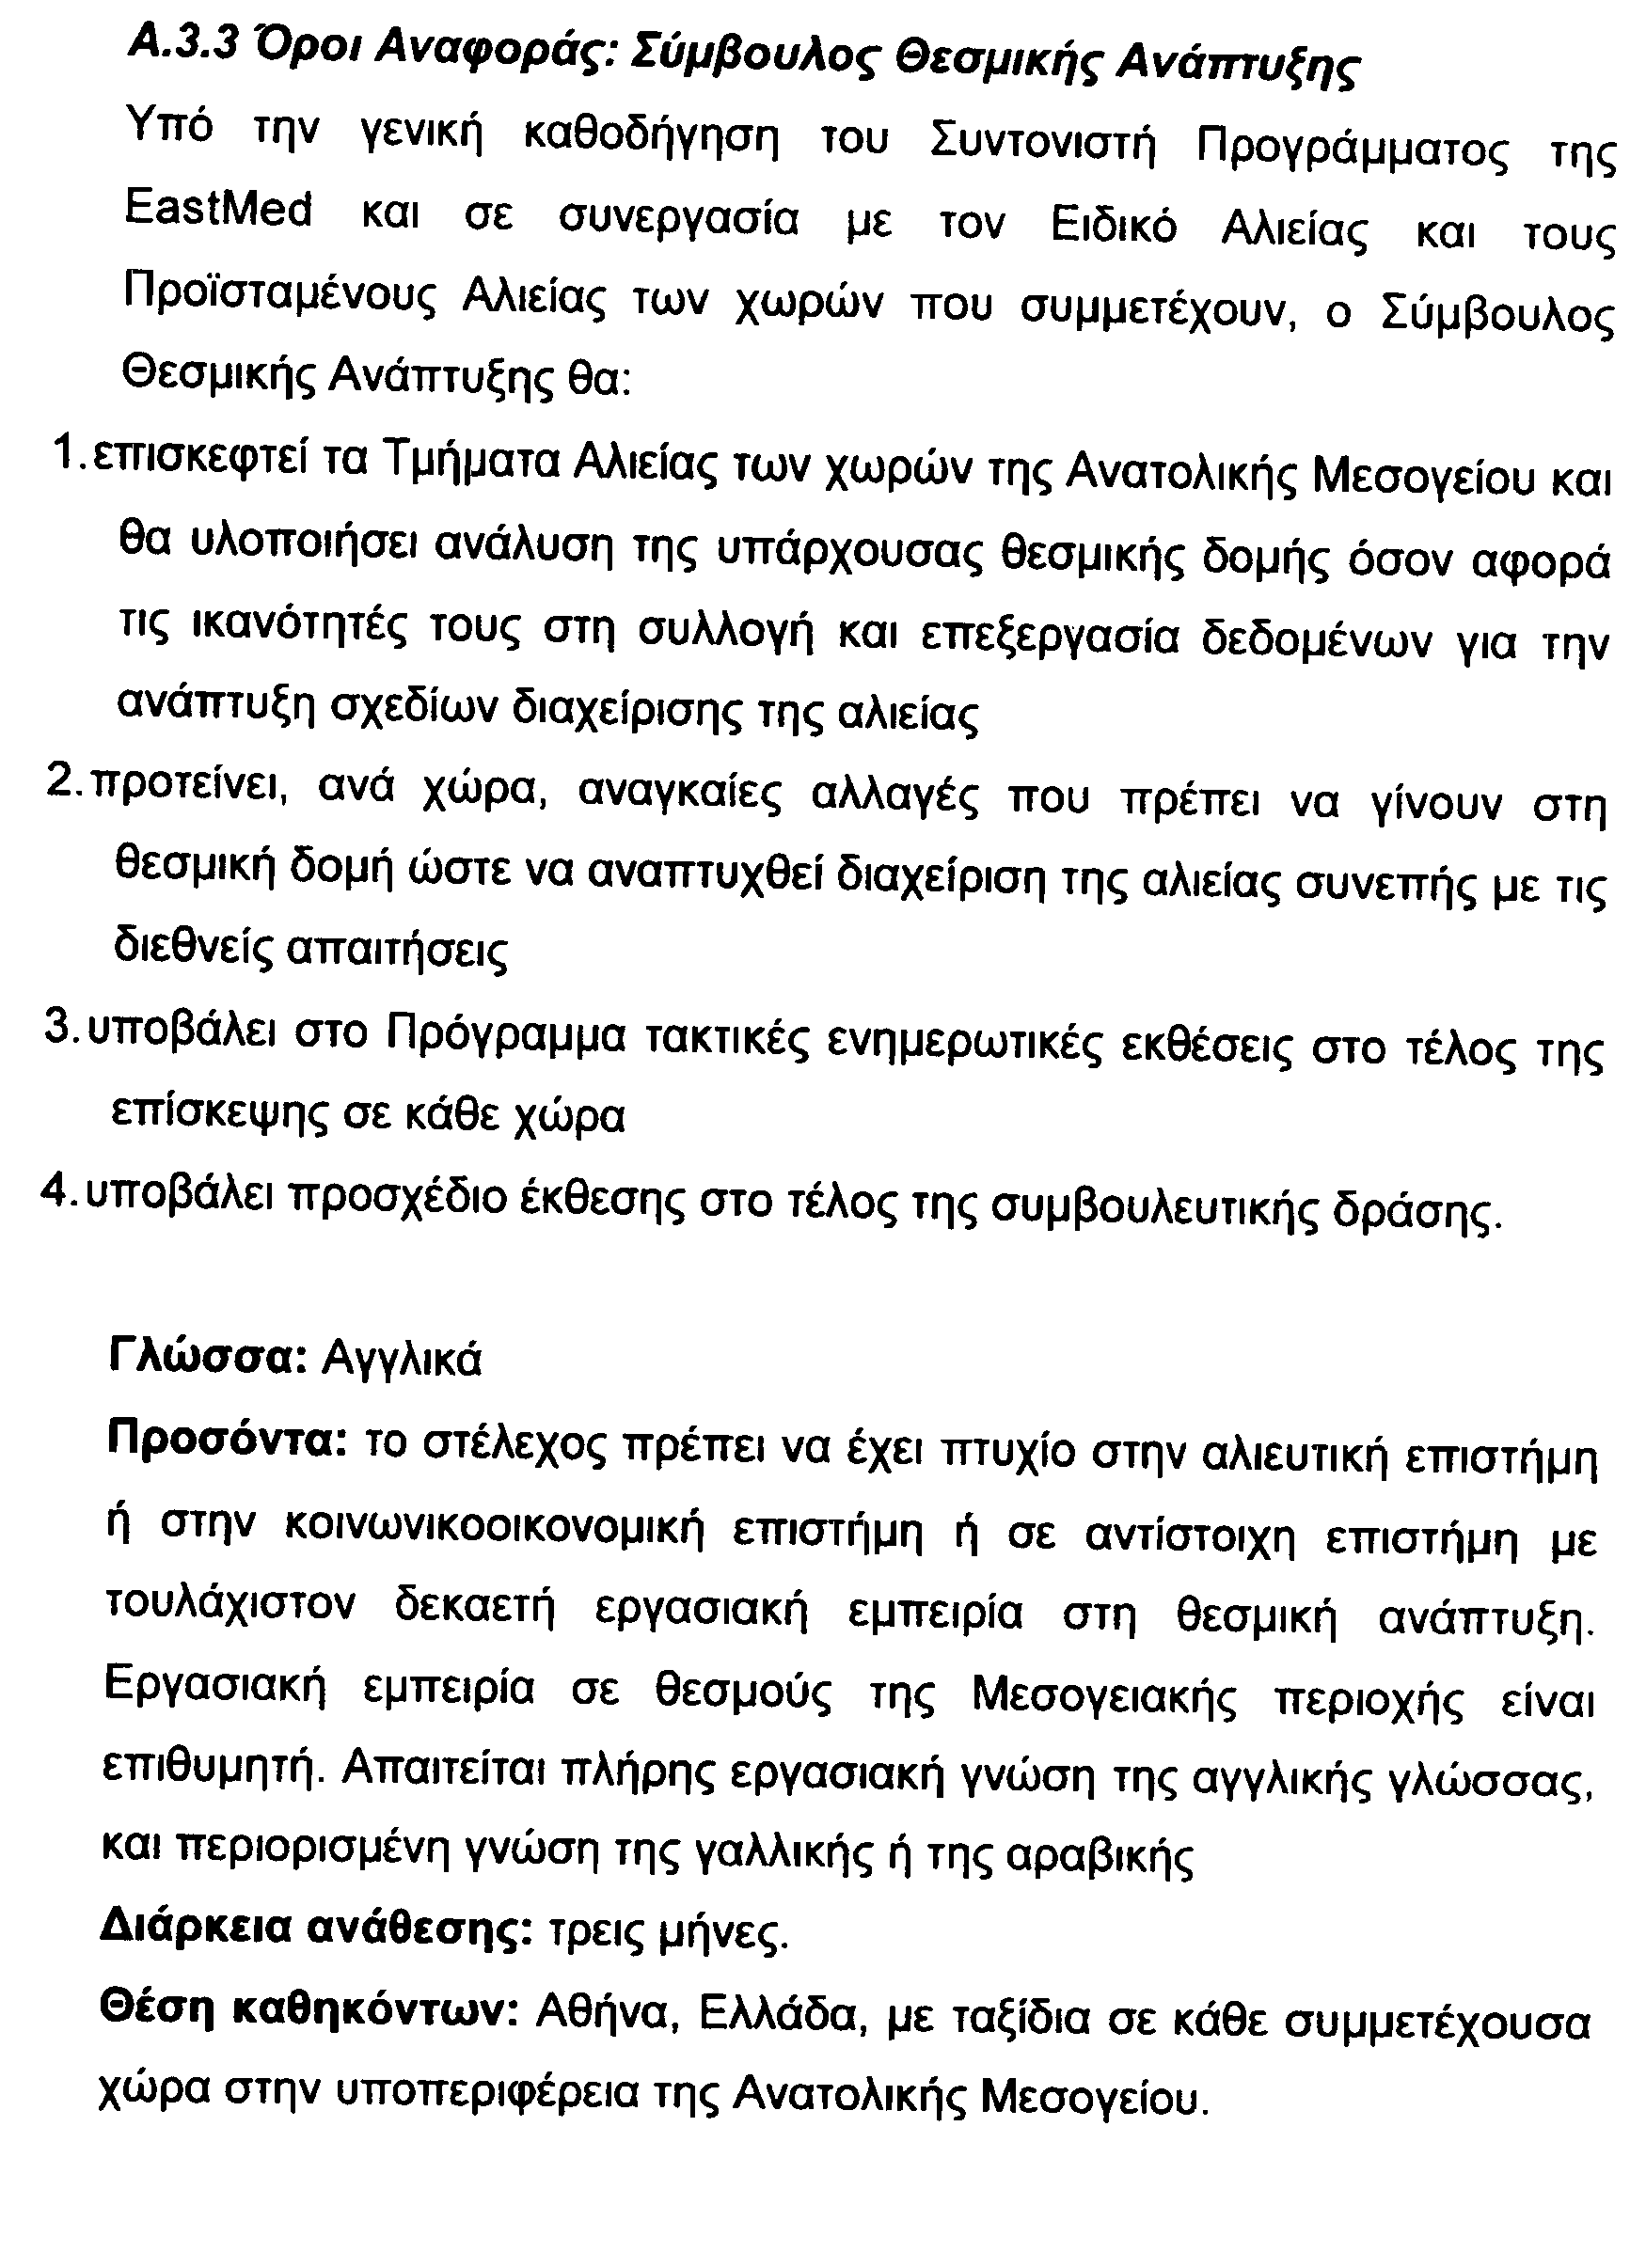 Α.3.3 Όροι Αναφοράς: Σύμβουλος Θεσμικής Ανάπτυξης
Υπό την γενική καθοδήγηση του Συντονιστή Προγράμματος της
EastMed και σε συνεργασία με τον Ειδικό Αλιείας και τους
Προϊσταμένους Αλιείας των χωρών που συμμετέχουν, ο Σύμβουλος
Θεσμικής Ανάπτυξης θα:
1. επισκεφτεί τα Τμήματα Αλιείας των χωρών της Ανατολικής Μεσογείου και
θα υλοποιήσει ανάλυση της υπάρχουσας θεσμικής δομής όσον αφορά
τις ικανότητές τους στη συλλογή και επεξεργασία δεδομένων για την
ανάπτυξη σχεδίων διαχείρισης της αλιείας
2. προτείνει, ανά χώρα, αναγκαίες αλλαγές που πρέπει να γίνουν στη
θεσμική δομή ώστε να αναπτυχθεί διαχείριση της αλιείας συνεπής με τις
διεθνείς απαιτήσεις
3. υποβάλει στο Πρόγραμμα τακτικές ενημερωτικές εκθέσεις στο τέλος της
επίσκεψης σε κάθε χώρα
4. υποβάλει προσχέδιο έκθεσης στο τέλος της συμβουλευτικής δράσης.
Γλώσσα: Αγγλικά
Προσόντα: το στέλεχος πρέπει να έχει πτυχίο στην αλιευτική επιστήμη
ή στην κοινωνικοοικονομική επιστήμη ή σε αντίστοιχη επιστήμη με
τουλάχιστον δεκαετή εργασιακή εμπειρία στη θεσμική ανάπτυξη.
Εργασιακή εμπειρία σε θεσμούς της Μεσογειακής περιοχής είναι
επιθυμητή. Απαιτείται πλήρης εργασιακή γνώση της αγγλικής γλώσσας,
και περιορισμένη γνώση της γαλλικής ή της αραβικής
Διάρκεια ανάθεσης: τρεις μήνες.
Θέση καθηκόντων: Αθήνα, Ελλάδα, με ταξίδια σε κάθε συμμετέχουσα
χώρα στην υποπεριφέρεια της Ανατολικής Μεσογείου.